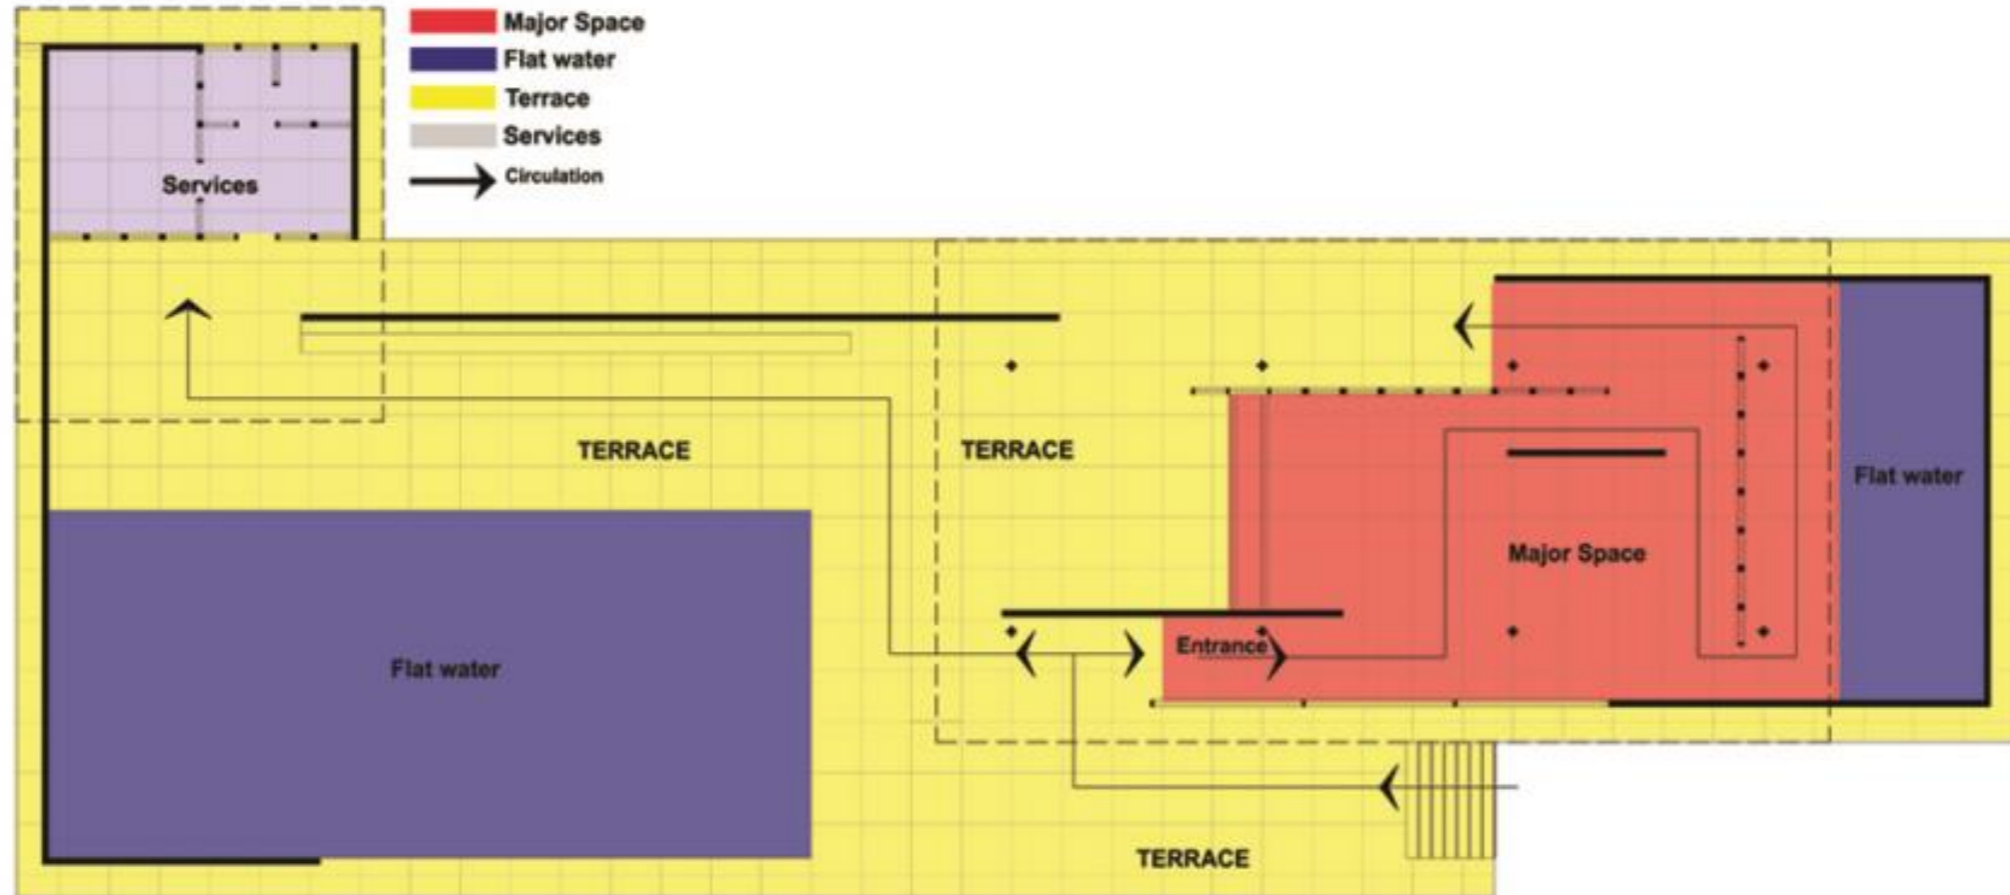 Major Space
Flat water
Terrace
Services
Circulation
Services
TERRACE
TERRACE
Flat water
Major Space
Entrance
Flat water
TERRACE